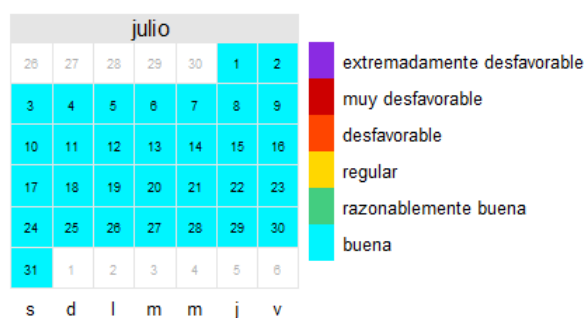 julio
26 27 28 29 30 1 2
3 4 5 6 7 8 9
10 11 12 13 14 15 16
17 18 19 20 21 22 23
24 25 26 27 28 29 30
31 1 2 3 4 5 6
s d l m m j v
extremadamente desfavorable
muy desfavorable
desfavorable
regular
razonablemente buena
buena